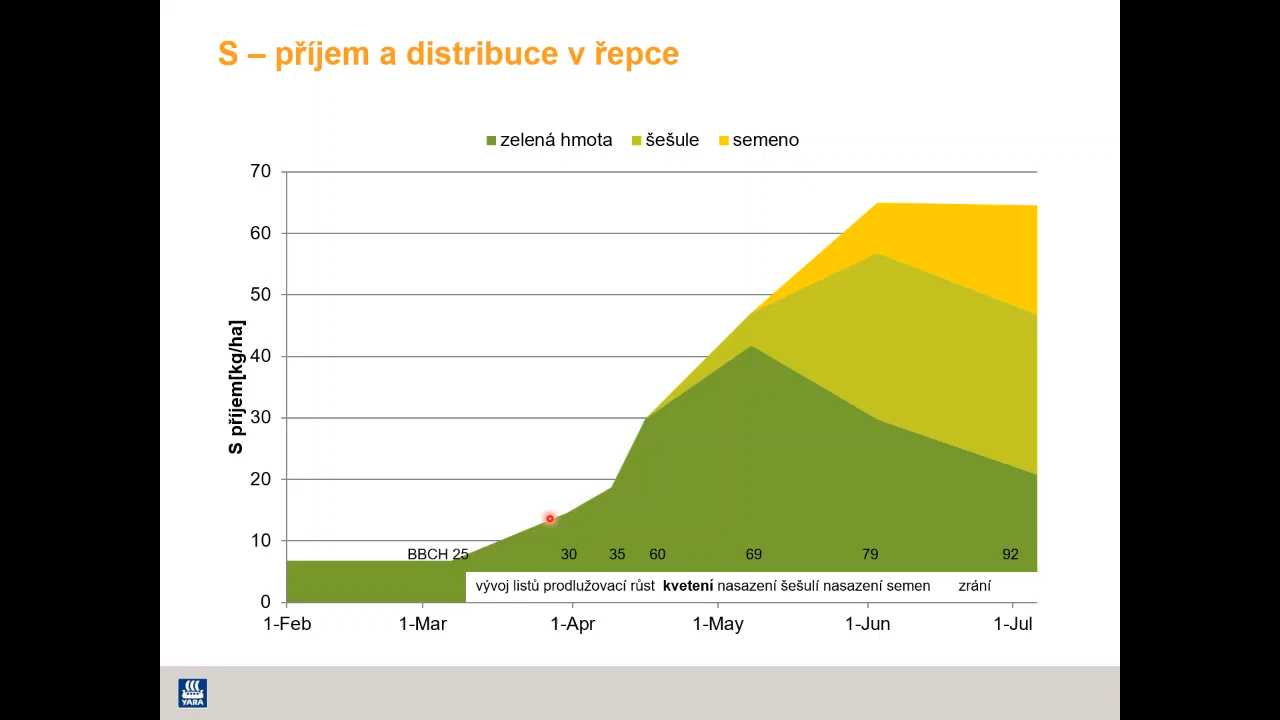 S – příjem a distribuce v řepce
zelená hmota šešule semeno
70
60
50
40
30
20
10
0
S příjem[kg/ha]
BBCH 25 30 35 60 69 79 92
vývoj listů prodlužovací růst kvetení nasazení šešulí nasazení semen zrání
1-Feb 1-Mar 1-Apr 1-May 1-Jun 1-Jul
YARA